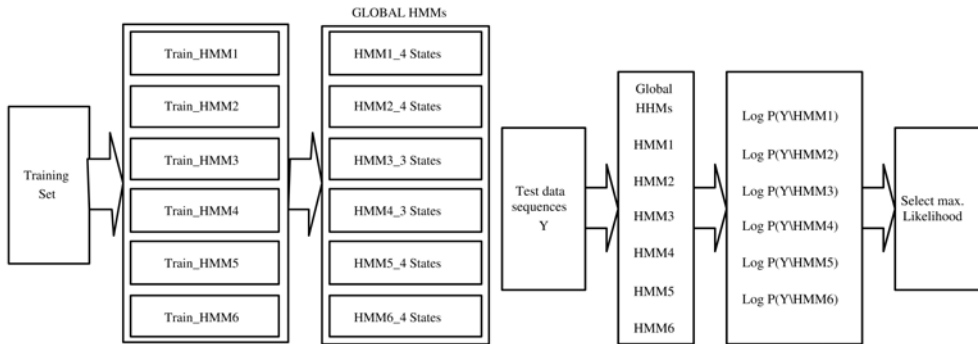 GLOBAL HMMs
Training
Set
Train_HMM1
Train_HMM2
Train_HMM3
Train_HMM4
Train_HMM5
Train_HMM6
HMM1_4 States
HMM2_4 States
HMM3_3 States
HMM4_3 States
HMM5_4 States
HMM6_4 States
Test data
sequences
Y
Global
HHMs
HMM1
HMM2
HMM3
HMM4
HMM5
HMM6
Log P(Y\HMM1)
Log P(Y\HMM2)
Log P(Y\HMM3)
Log P(Y\HMM4)
Log P(Y\HMM5)
Log P(Y\HMM6)
Select max.
Likelihood